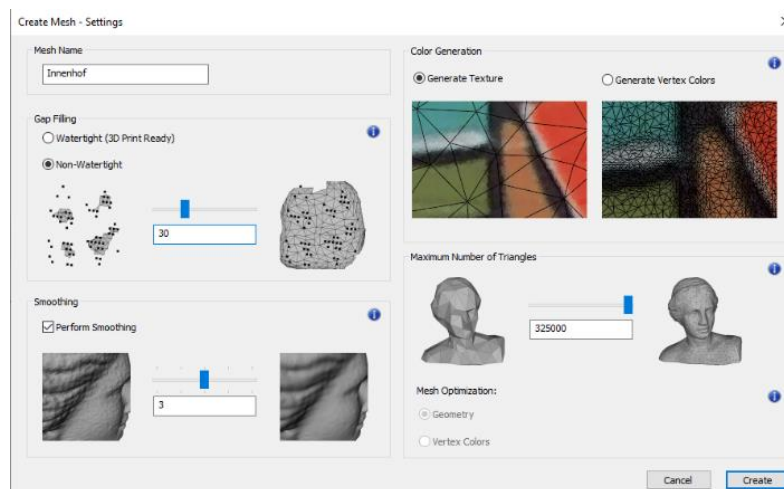 Create Mesh - Settings
Mesh Name
Innenhof
Gap Filling
Watertight (3D Print Ready)
Non-Watertight
30
Smoothing
Perform Smoothing
3
Color Generation
Generate Texture
Generate Vertex Colors
Maximum Number of Triangles
325000
Mesh Optimization:
Geometry
Vertex Colors
Cancel
Create